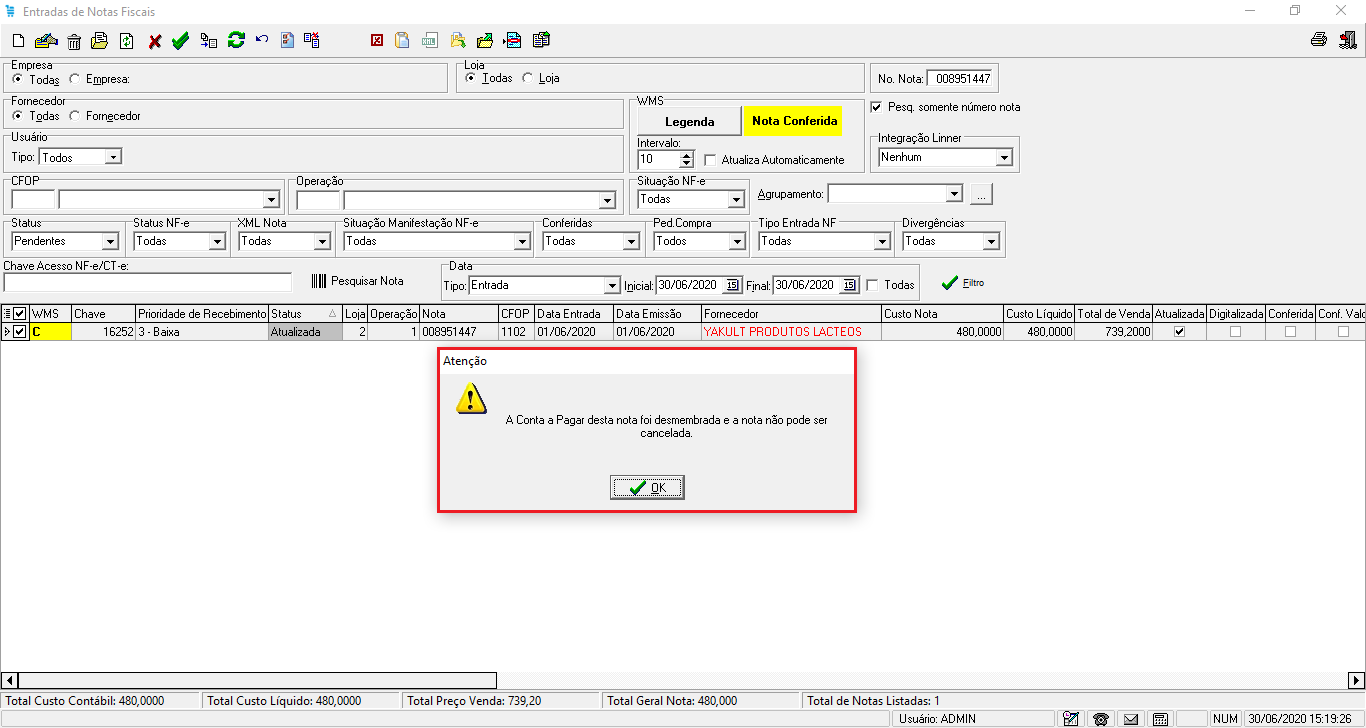 Entradas de Notas Fiscais
Empresa
Todas Empresa:
Loja
Todas Loja
No. Nota: 008951447
Fornecedor
Todas Fornecedor
WMS
Legenda Nota Conferida
Pesq. somente número nota
Usuário
Tipo: Todos
Intervalo:
10 Atualiza Automaticamente
Integração Linner
Nenhum
CFOP
Operação
Situação NF-e
Todas
Agrupamento: ...
Status Status NF-e XML Nota Situação Manifestação NF-e Conferidas Ped.Compra Tipo Entrada NF Divergências
Pendentes Todas Todas Todas Todas Todos Todas Todas
Chave Acesso NF-e/CT-e:
Pesquisar Nota
Data
Tipo: Entrada Inicial: 30/06/2020 15 Final: 30/06/2020 15 Todas
Filtro
WMS Chave Prioridade de Recebimento Status Loja Operação Nota CFOP Data Entrada Data Emissão Fornecedor Custo Nota Custo Líquido Total de Venda Atualizada Digitalizada Conferida Conf. Valo
C 16252 3 - Baixa Atualizada 2 1 008951447 1102 01/06/2020 01/06/2020 YAKULT PRODUTOS LACTEOS 480,0000 480,0000 739,2000
Atenção
A Conta a Pagar desta nota foi desmembrada e a nota não pode ser
cancelada.
OK
Total Custo Contábil: 480,0000 Total Custo Líquido: 480,0000 Total Preço Venda: 739,20 Total Geral Nota: 480,000 Total de Notas Listadas: 1
Usuário: ADMIN NUM 30/06/2020 15:19:26